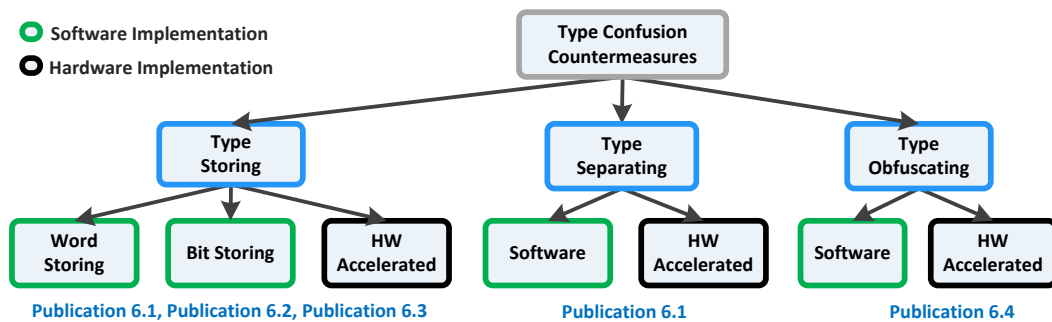 Software Implementation
Hardware Implementation
Type Confusion
Countermeasures
Type
Storing
Type
Separating
Type
Obfuscating
Word
Storing
Bit Storing
HW
Accelerated
Software
HW
Accelerated
Software
HW
Accelerated
Publication 6.1, Publication 6.2, Publication 6.3
Publication 6.1
Publication 6.4